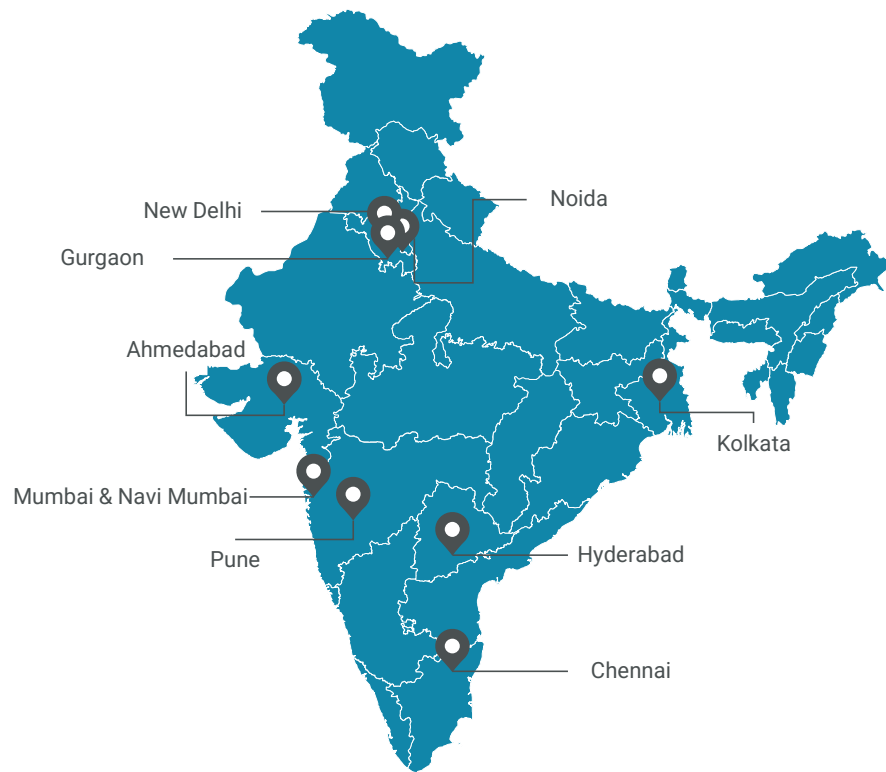 Noida
New Delhi
Gurgaon
Ahmedabad
Kolkata
Mumbai & Navi Mumbai
Pune
Hyderabad
Chennai